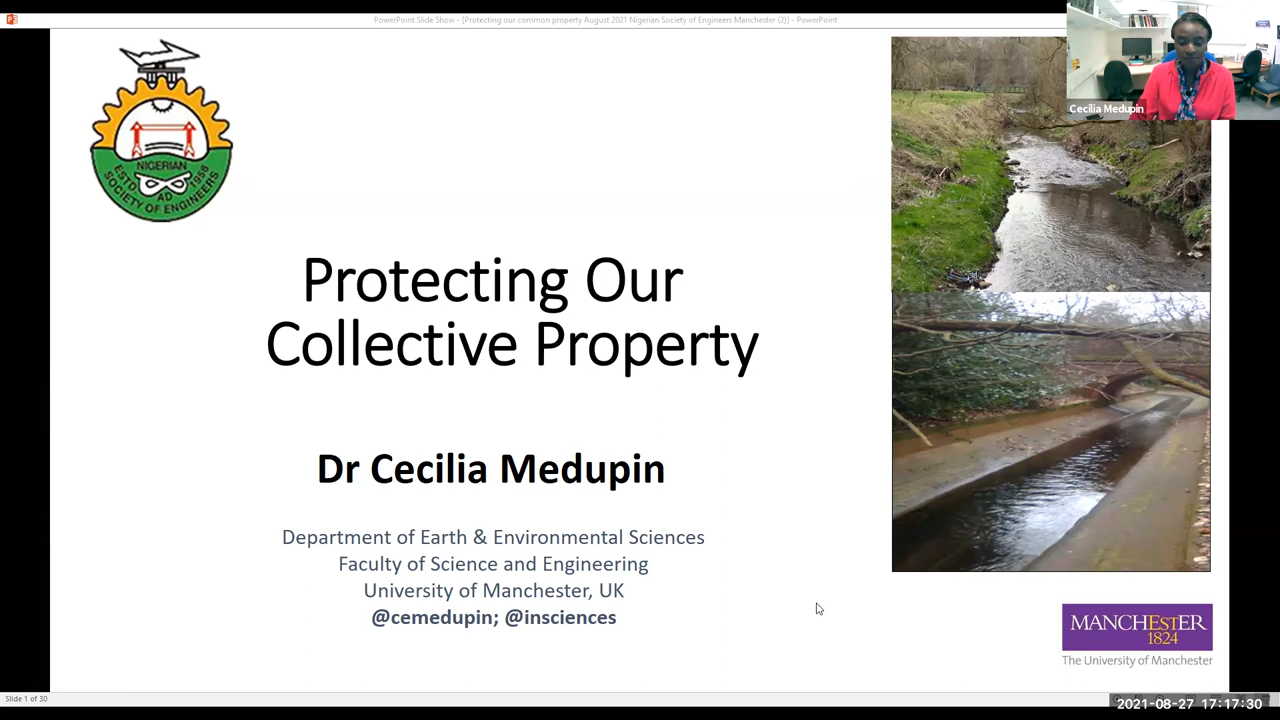 PowerPoint Slide Show - [Protecting our common property August 2021 Nigerian Society of Engineers Manchester (2)] - PowerPoint
Cecilia Medupin
NIGERIAN
SOCIETY OF ENGINEERS
ESTD
AD
1958
Protecting Our
Collective Property
Dr Cecilia Medupin
Department of Earth & Environmental Sciences
Faculty of Science and Engineering
University of Manchester, UK
@cemedupin; @insciences
MANCHESTER
1824
The University of Manchester
Slide 1 of 30
2021-08-27 17:17:30